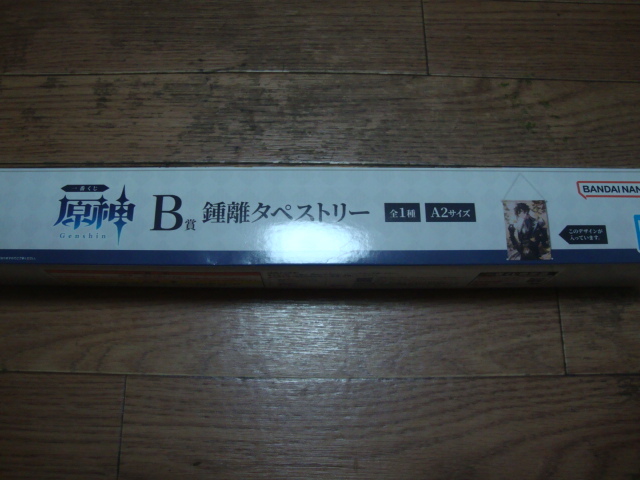 一番くじ
原神
Genshin
B賞 鍾離タペストリー 全1種 A2サイズ
このデザインが
入っています。
BANDAI NAM